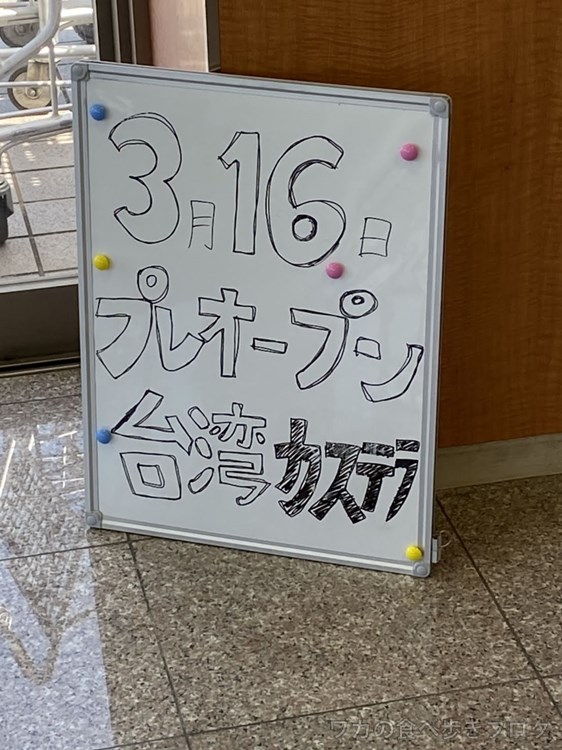 3月16日
プレオープン
台湾カステラ
ワカの食べ歩きブログ